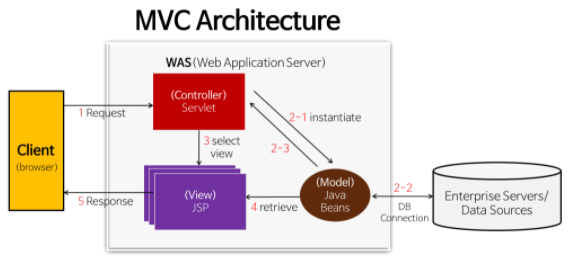 MVC Architecture
WAS (Web Application Server)
(Controller)
Servlet
1 Request
2-1 instantiate
Client
(browser)
3 select
view
2-3
(View)
JSP
(Model)
Java
Beans
2-2
DB
Connection
Enterprise Servers/
Data Sources
5 Response
4 retrieve